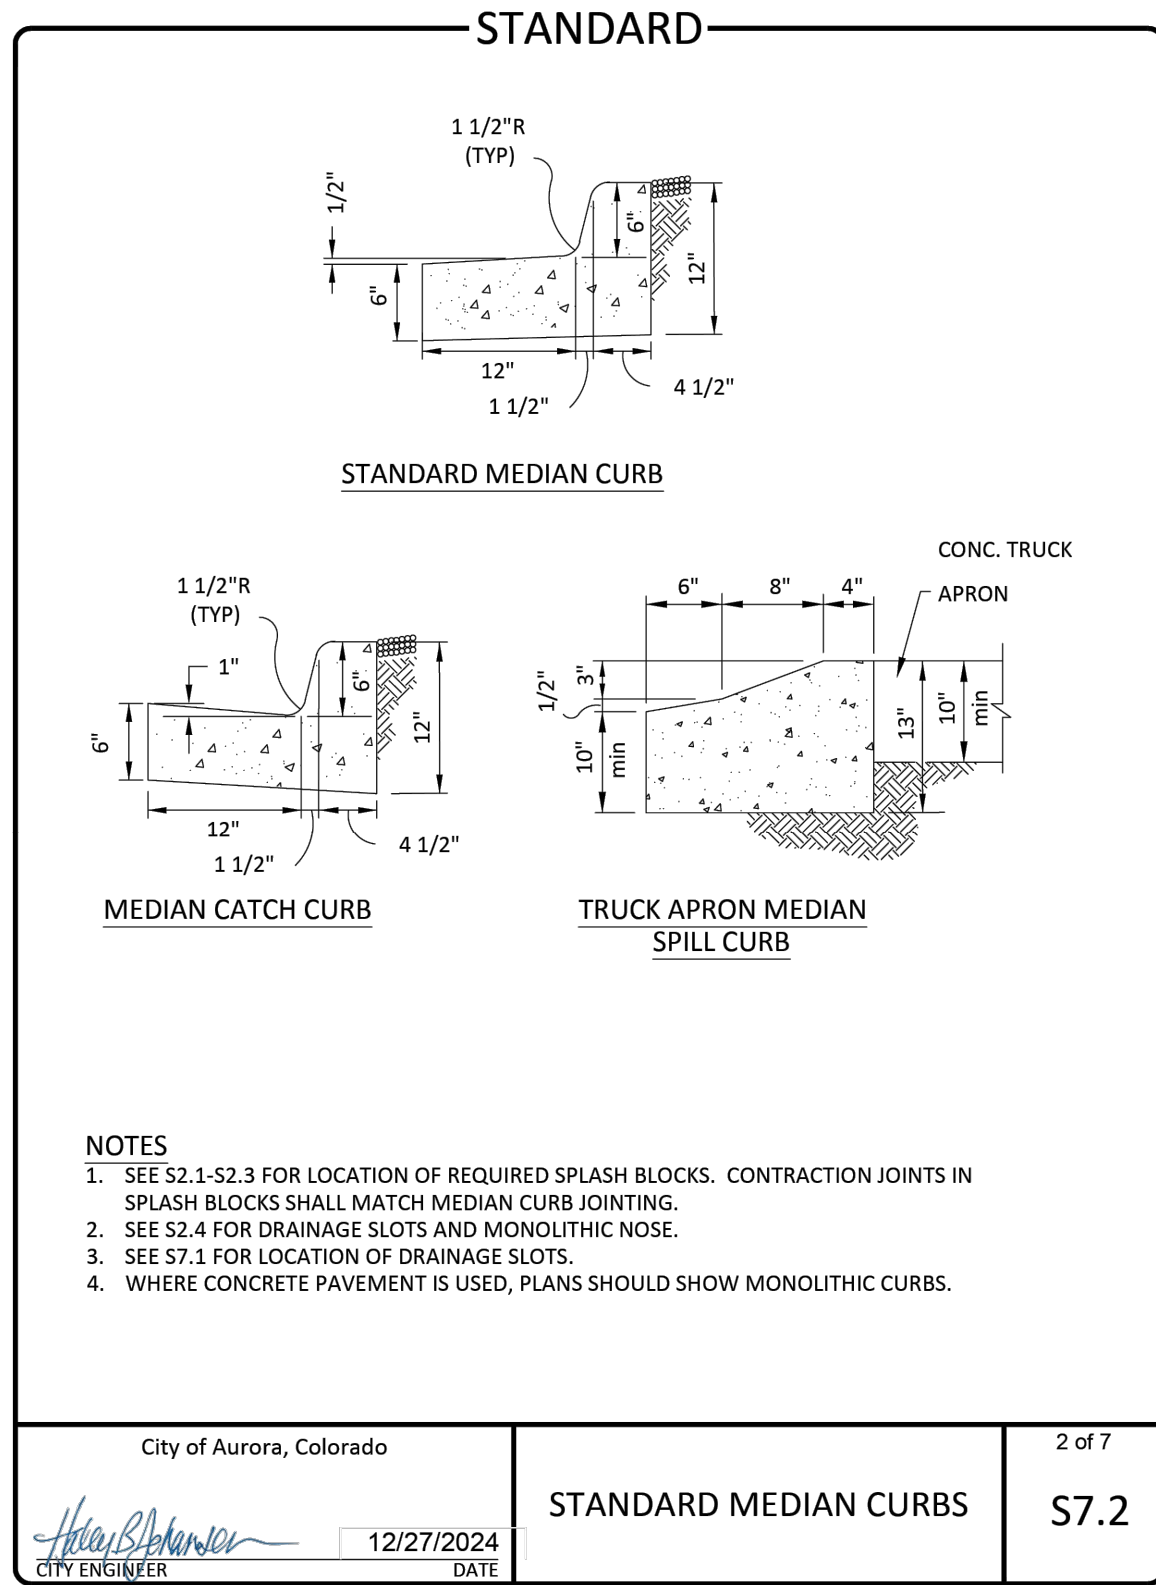 STANDARD
1 1/2"R
(TYP)
1/2"
6"
6"
12"
12"
1 1/2"
4 1/2"
STANDARD MEDIAN CURB
1 1/2"R
(TYP)
1"
6"
6"
12"
12"
1 1/2"
4 1/2"
MEDIAN CATCH CURB
CONC. TRUCK
APRON
6"
8"
4"
1/2"
3"
10"
min
13"
10"
min
TRUCK APRON MEDIAN
SPILL CURB
NOTES
1. SEE S2.1-S2.3 FOR LOCATION OF REQUIRED SPLASH BLOCKS. CONTRACTION JOINTS IN
SPLASH BLOCKS SHALL MATCH MEDIAN CURB JOINTING.
2. SEE S2.4 FOR DRAINAGE SLOTS AND MONOLITHIC NOSE.
3. SEE S7.1 FOR LOCATION OF DRAINAGE SLOTS.
4. WHERE CONCRETE PAVEMENT IS USED, PLANS SHOULD SHOW MONOLITHIC CURBS.
City of Aurora, Colorado
12/27/2024
CITY ENGINEER
DATE
STANDARD MEDIAN CURBS
2 of 7
S7.2